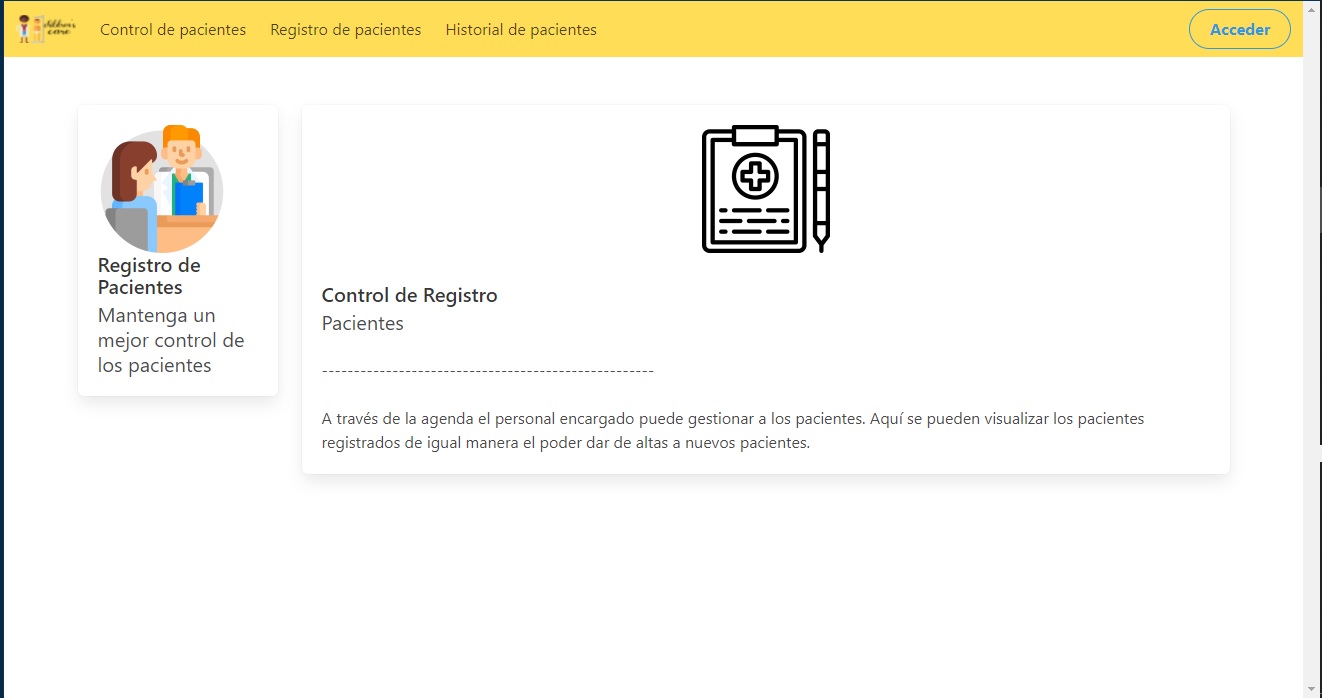 Children's
care
Control de pacientes
Registro de pacientes
Historial de pacientes
Acceder
Registro de
Pacientes
Mantenga un
mejor control de
los pacientes
Control de Registro
Pacientes
----------------------------------------------------
A través de la agenda el personal encargado puede gestionar a los pacientes. Aquí se pueden visualizar los pacientes
registrados de igual manera el poder dar de altas a nuevos pacientes.